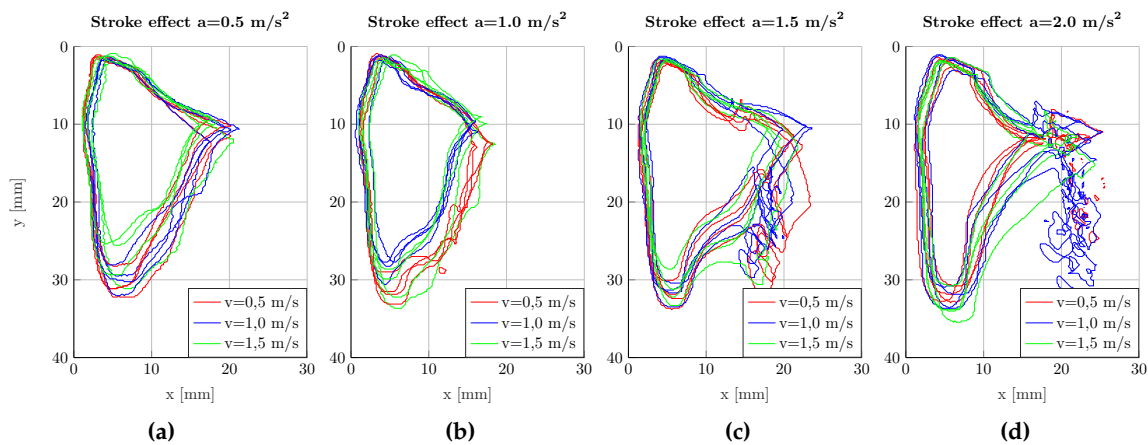 Stroke effect a=0.5 m/s²
0
10
20
30
40
y [mm]
0 10 20 30
x [mm]
v=0,5 m/s
v=1,0 m/s
v=1,5 m/s
(a)
Stroke effect a=1.0 m/s²
0
10
20
30
40
0 10 20 30
x [mm]
v=0,5 m/s
v=1,0 m/s
v=1,5 m/s
(b)
Stroke effect a=1.5 m/s²
0
10
20
30
40
0 10 20 30
x [mm]
v=0,5 m/s
v=1,0 m/s
v=1,5 m/s
(c)
Stroke effect a=2.0 m/s²
0
10
20
30
40
0 10 20 30
x [mm]
v=0,5 m/s
v=1,0 m/s
v=1,5 m/s
(d)